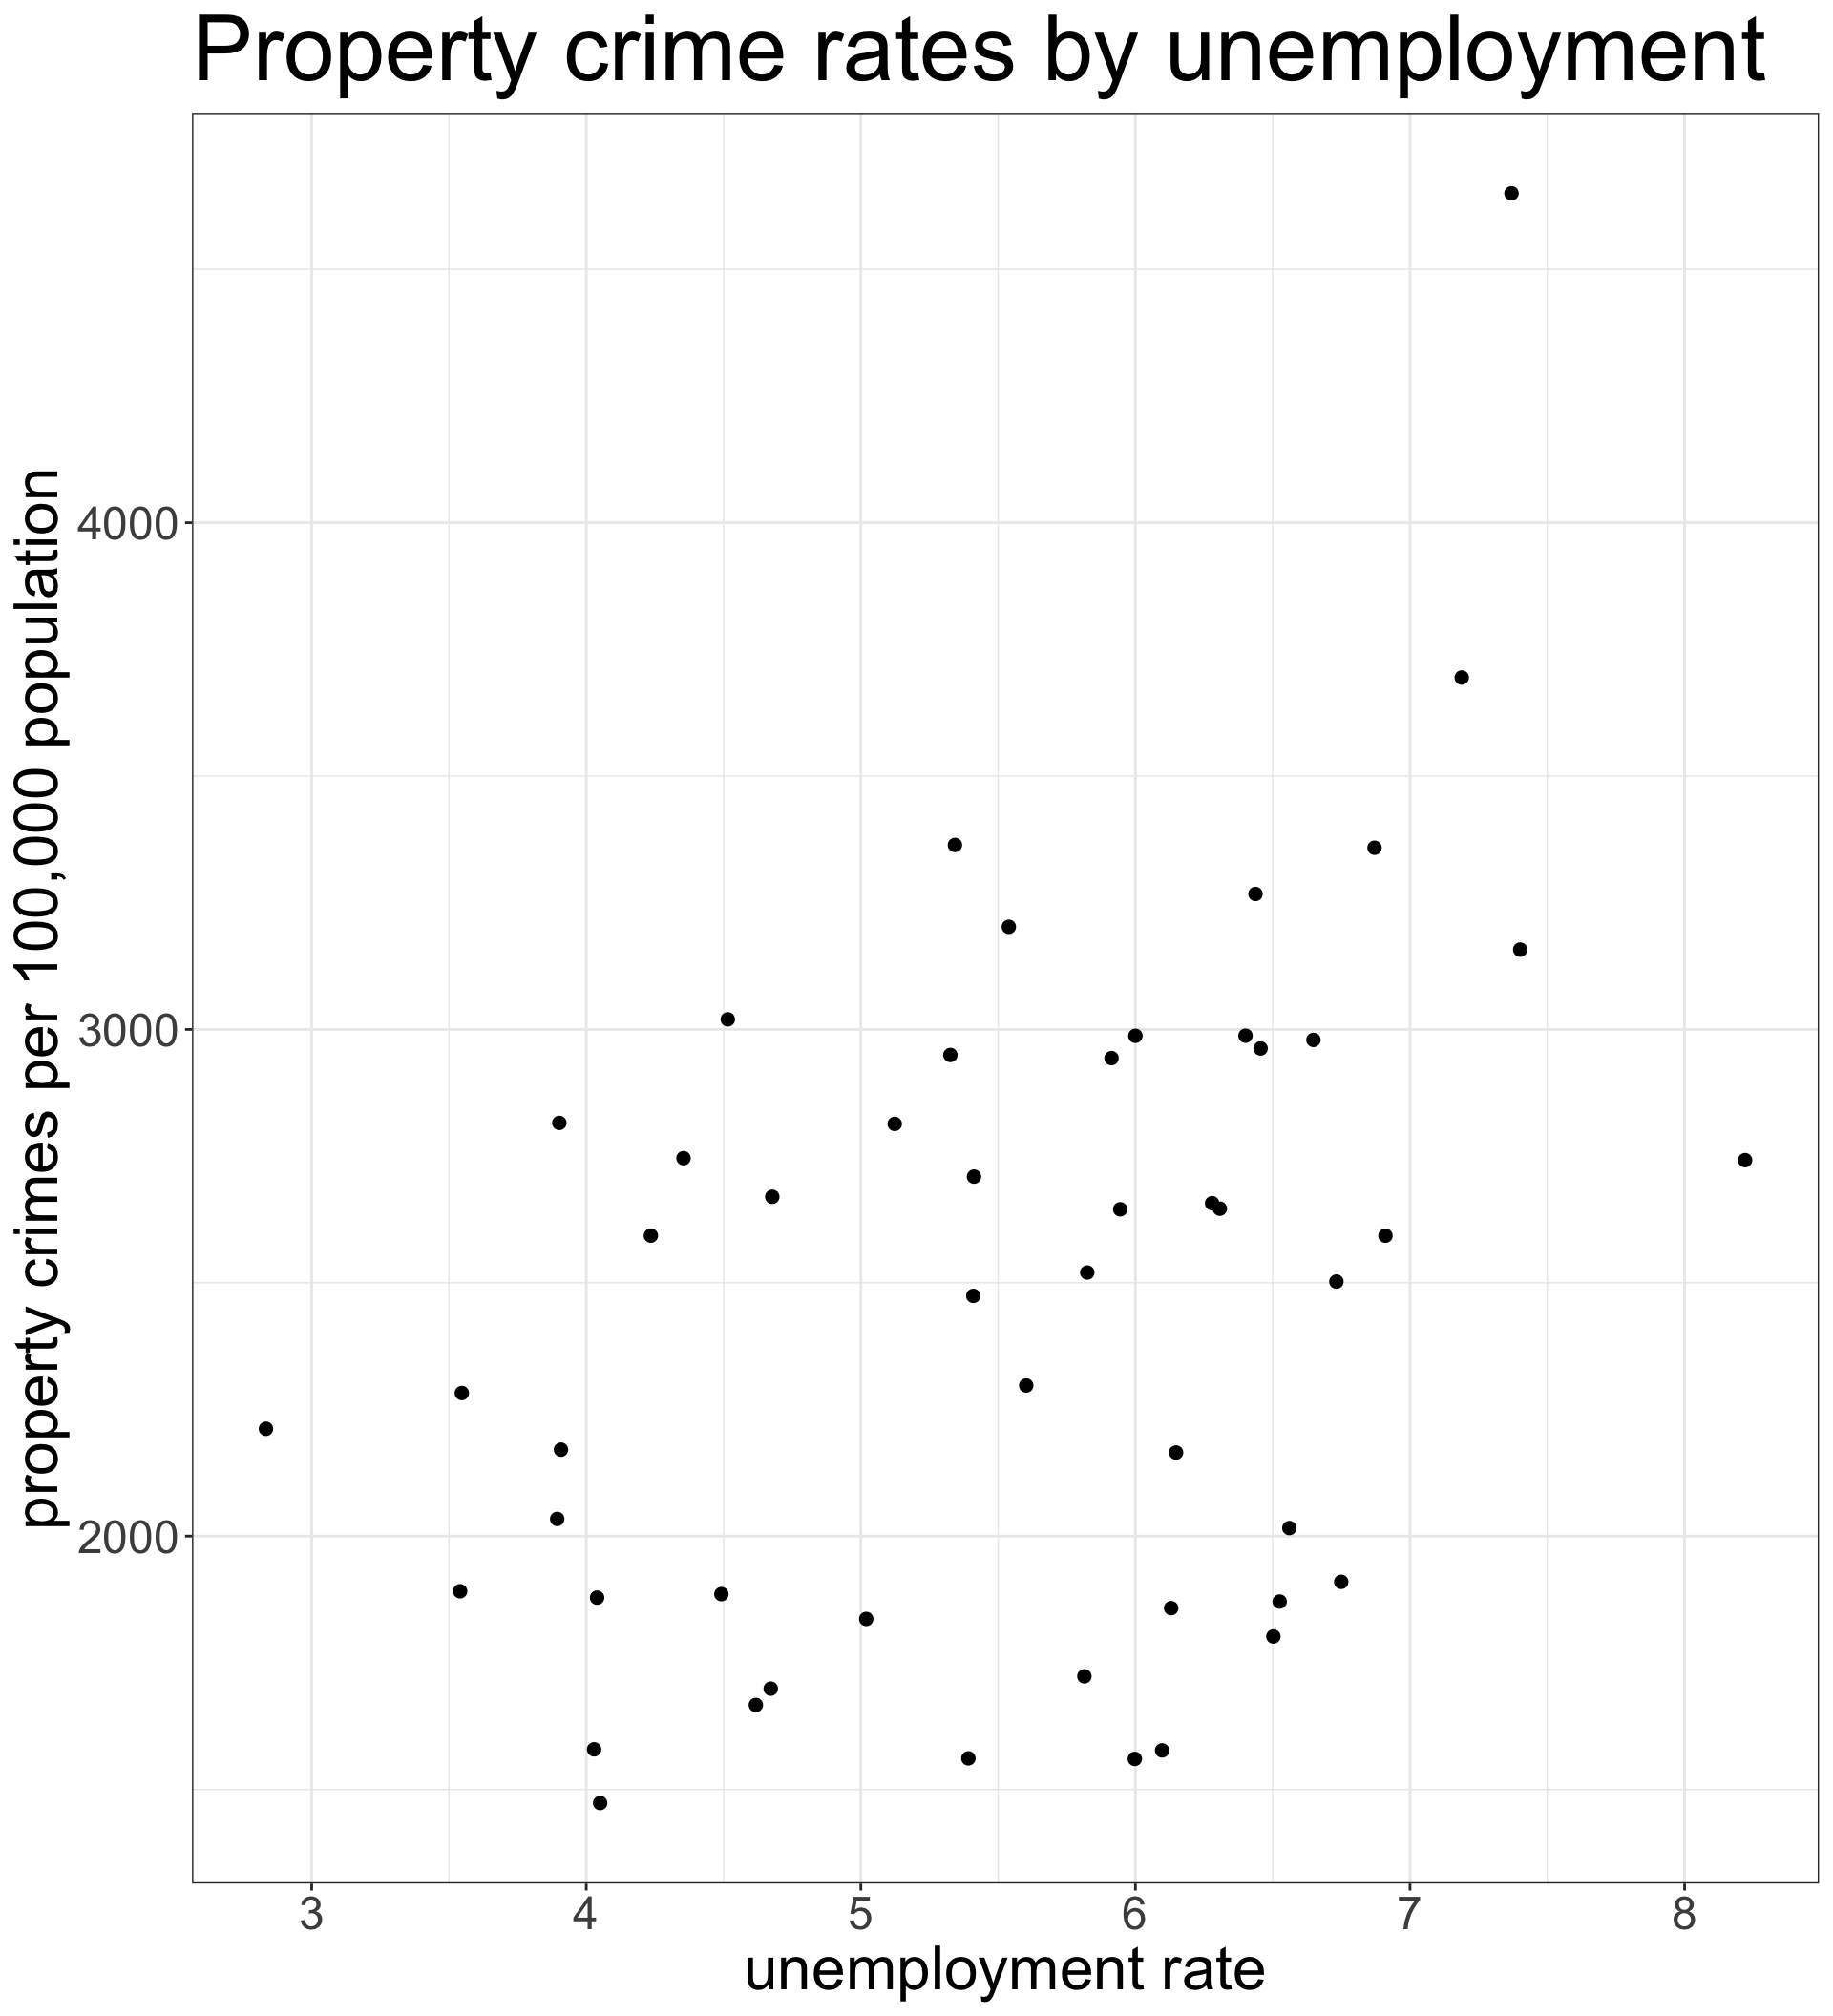 Property crime rates by unemployment
property crimes per 100,000 population
4000
3000
2000
3 4 5 6 7 8
unemployment rate